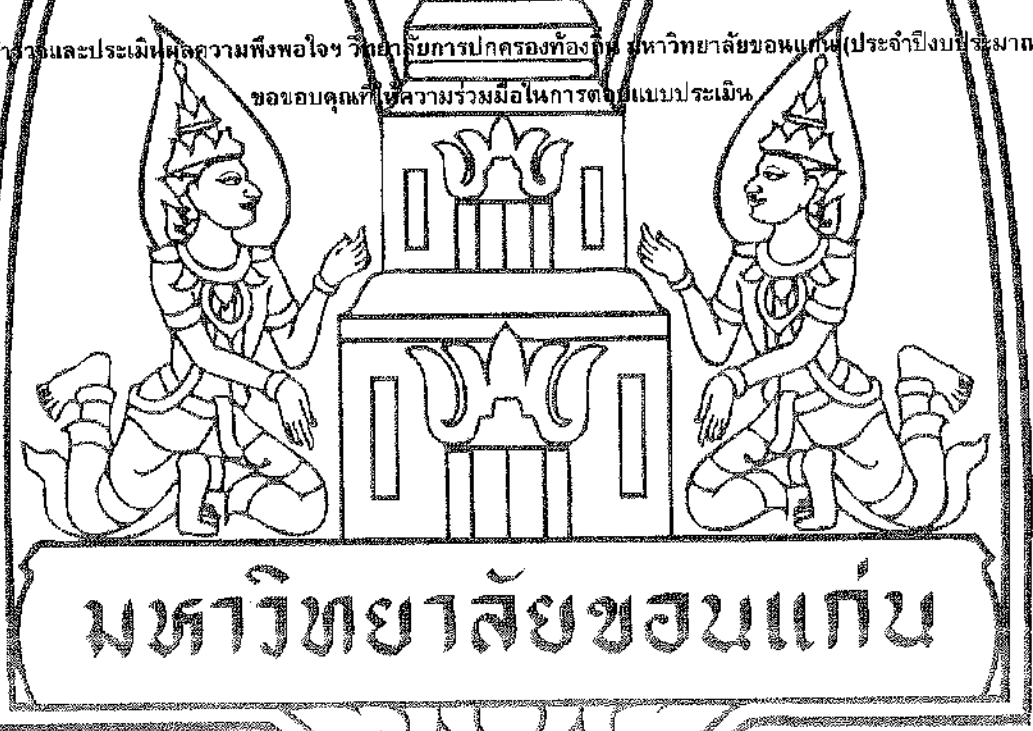 และประเมินผลความพึงพอใจฯ วิทยาลัยการปกครองท้องถิ่น มหาวิทยาลัยขอนแก่น (ประจำปีงบประมาณ
ขอขอบคุณที่ให้ความร่วมมือในการตอบแบบประเมิน
มหาวิทยาลัยขอนแก่น